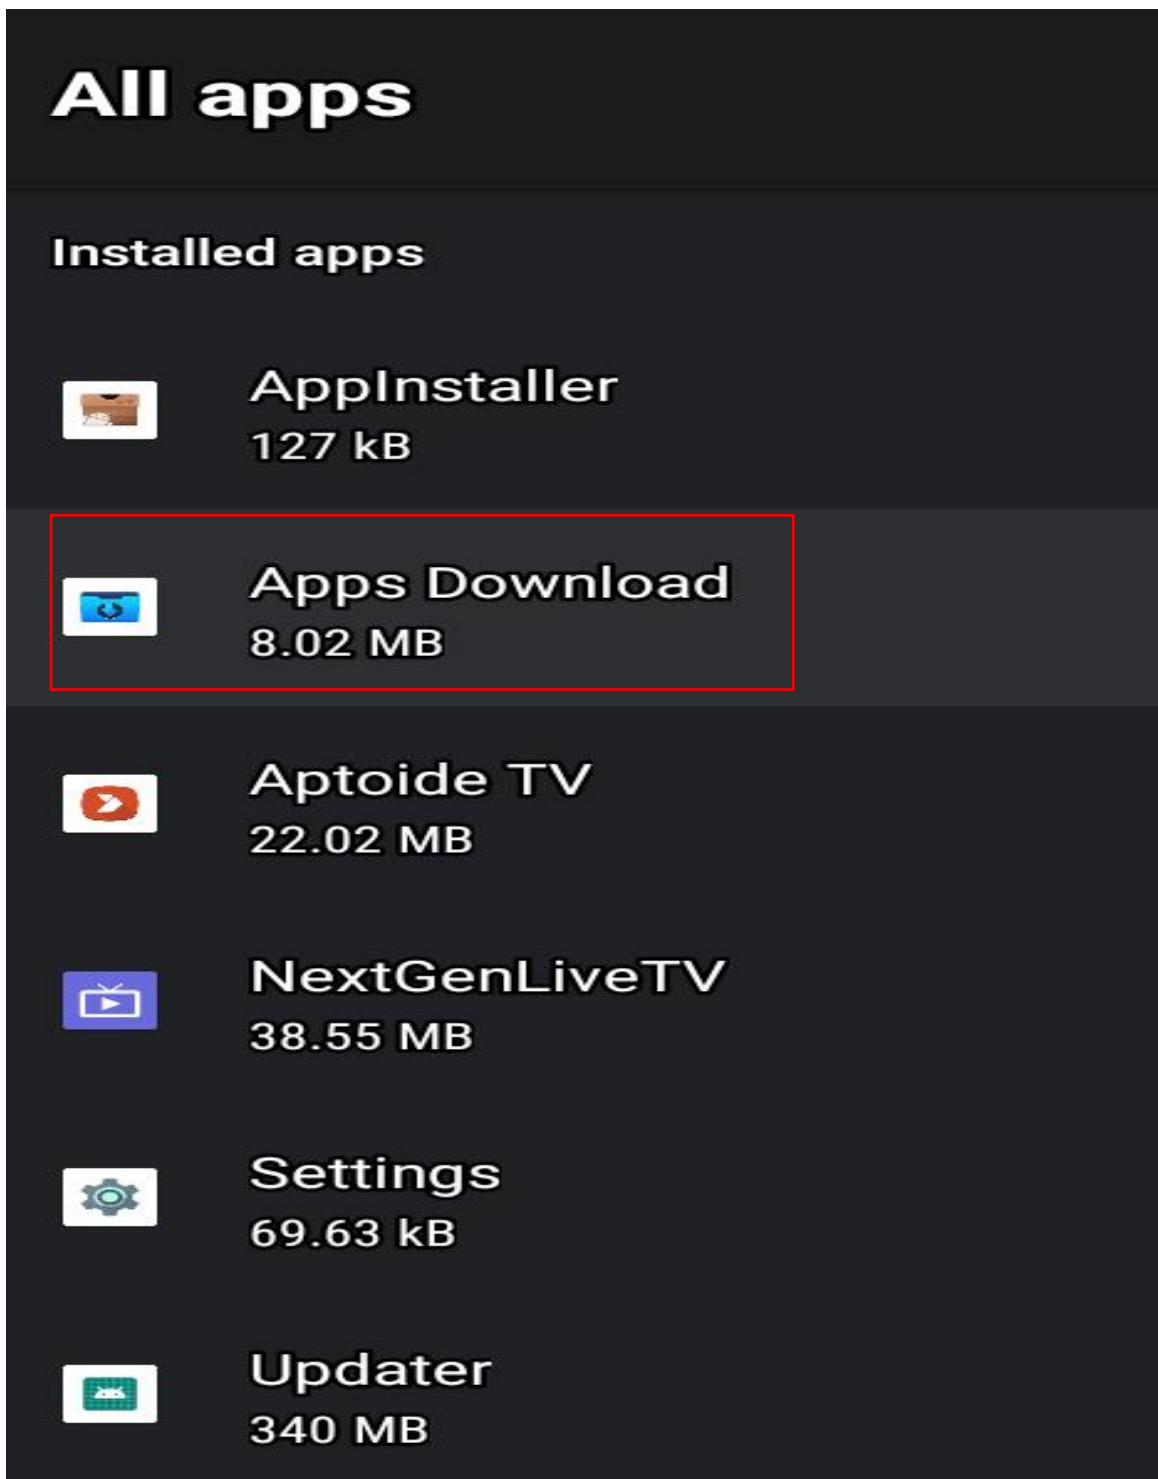 All apps
Installed apps
AppInstaller
127 kB
Apps Download
8.02 MB
Aptoide TV
22.02 MB
NextGenLiveTV
38.55 MB
Settings
69.63 kB
Updater
340 MB